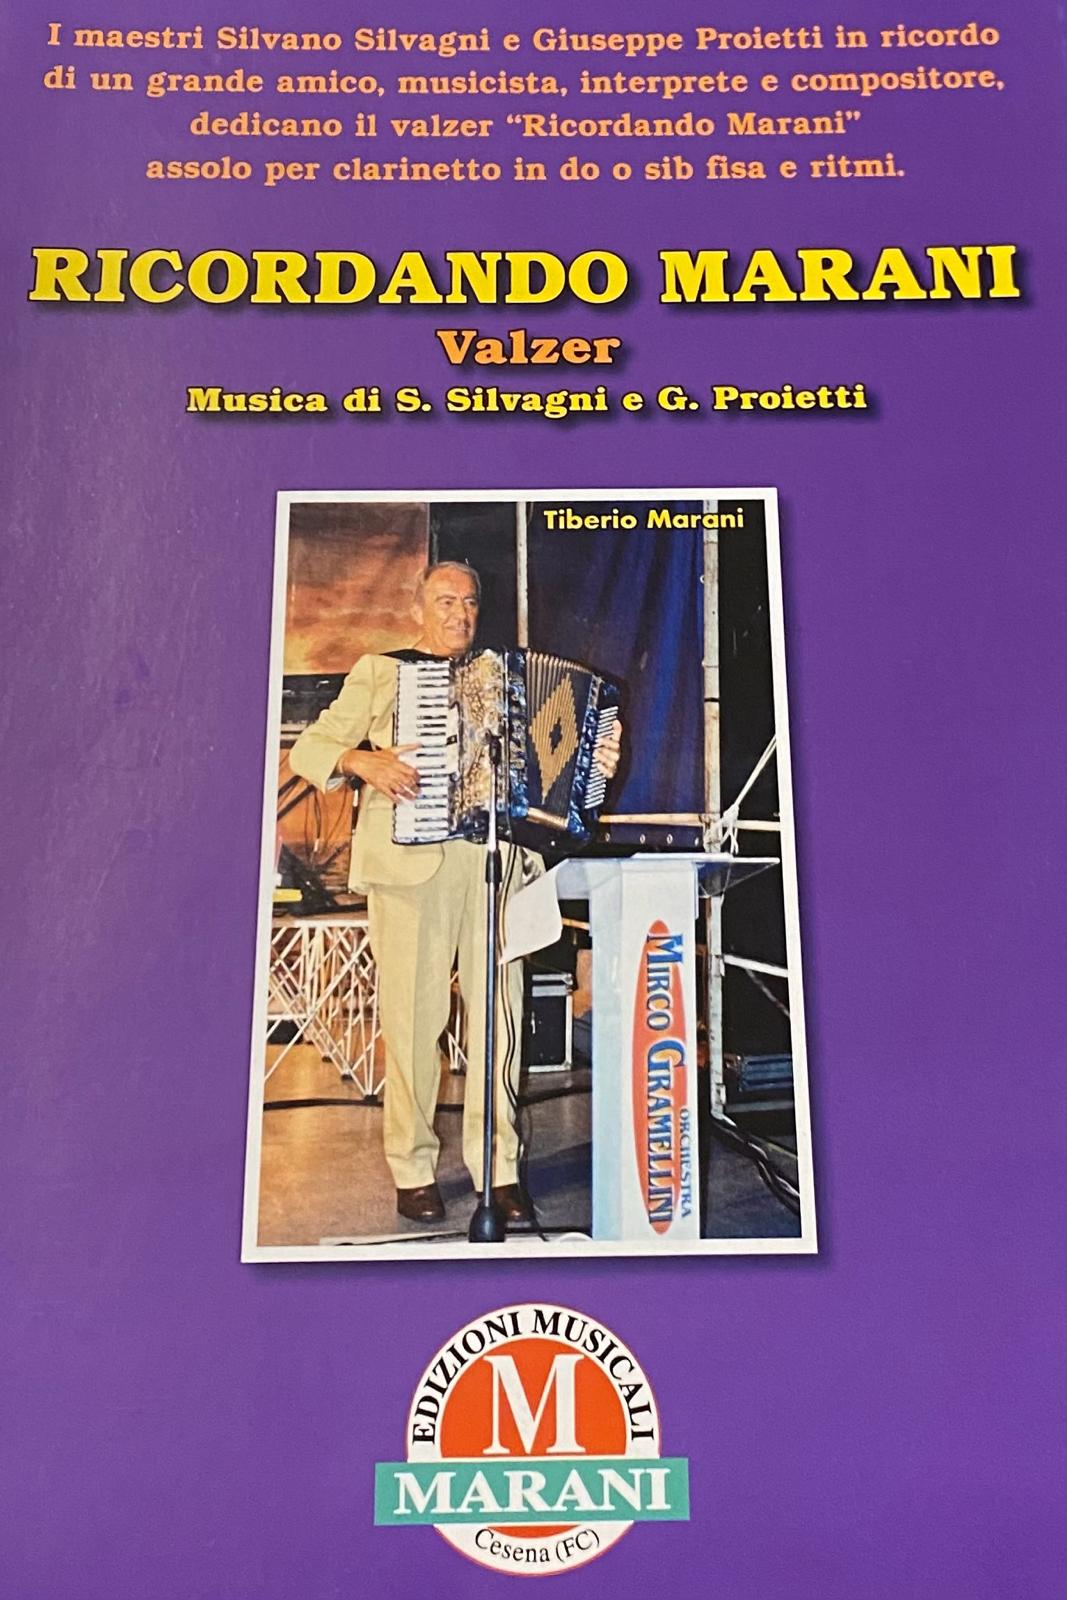 I maestri Silvano Silvagni e Giuseppe Proietti in ricordo
di un grande amico, musicista, interprete e compositore,
dedicano il valzer “Ricordando Marani”
assolo per clarinetto in do o sib fisa e ritmi.
RICORDANDO MARANI
Valzer
Musica di S. Silvagni e G. Proietti
Tiberio Marani
MIRCO GRAMELLINI
ORCHESTRA
EDIZIONI MUSICALI
M
MARANI
Cesena (FC)